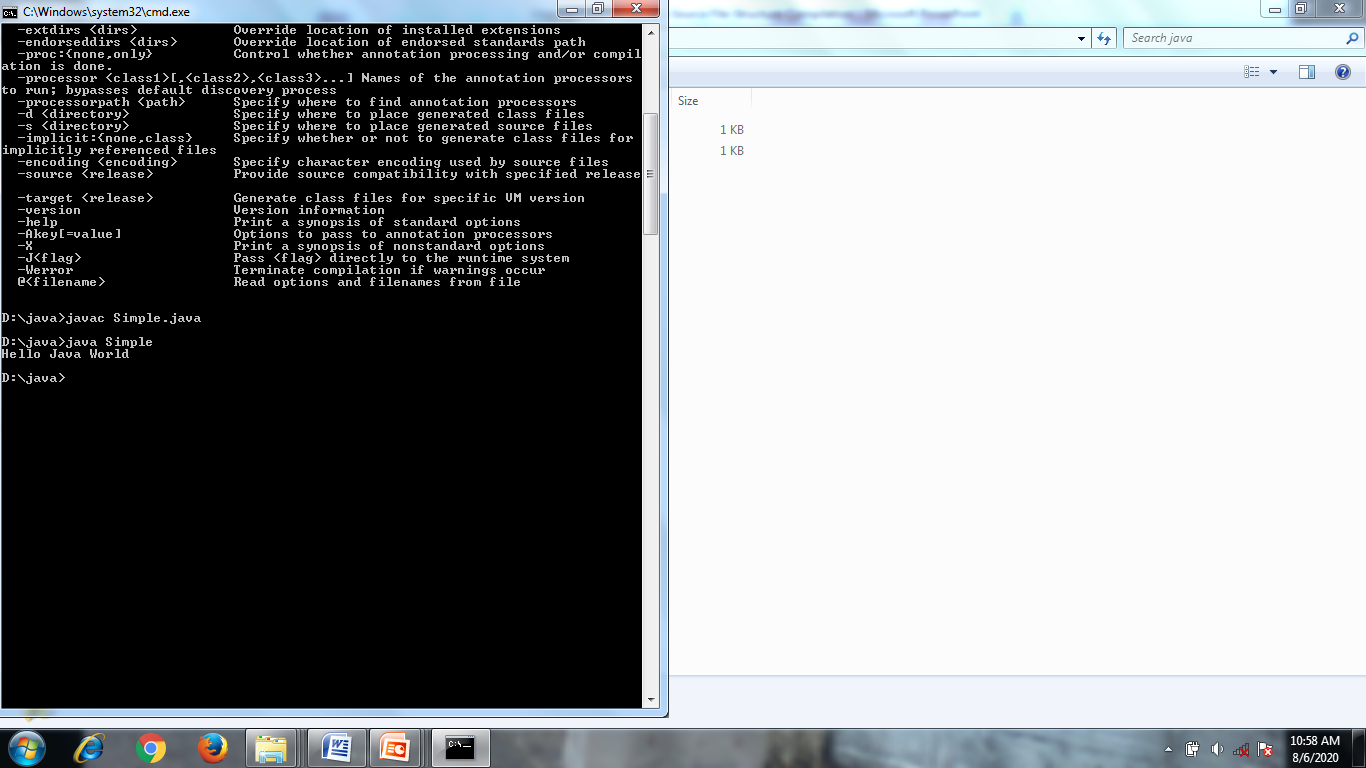 C:\Windows\system32\cmd.exe
-extdirs <dirs> Override location of installed extensions
-endorseddirs <dirs> Override location of endorsed standards path
-proc:{none,only} Control whether annotation processing and/or compil
ation is done.
-processor <class1>[,<class2>,<class3>...] Names of the annotation processors
to run; bypasses default discovery process
-processorpath <path> Specify where to find annotation processors
-d <directory> Specify where to place generated class files
-s <directory> Specify where to place generated source files
-implicit:{none,class} Specify whether or not to generate class files for
implicitly referenced files
-encoding <encoding> Specify character encoding used by source files
-source <release> Provide source compatibility with specified release
-target <release> Generate class files for specific VM version
-version Version information
-help Print a synopsis of standard options
-Akey[=value] Options to pass to annotation processors
-X Print a synopsis of nonstandard options
-J<flag> Pass <flag> directly to the runtime system
-Werror Terminate compilation if warnings occur
@<filename> Read options and filenames from file
D:\java>javac Simple.java
D:\java>java Simple
Hello Java World
D:\java>
Search java
Size
1 KB
1 KB
10:58 AM
8/6/2020